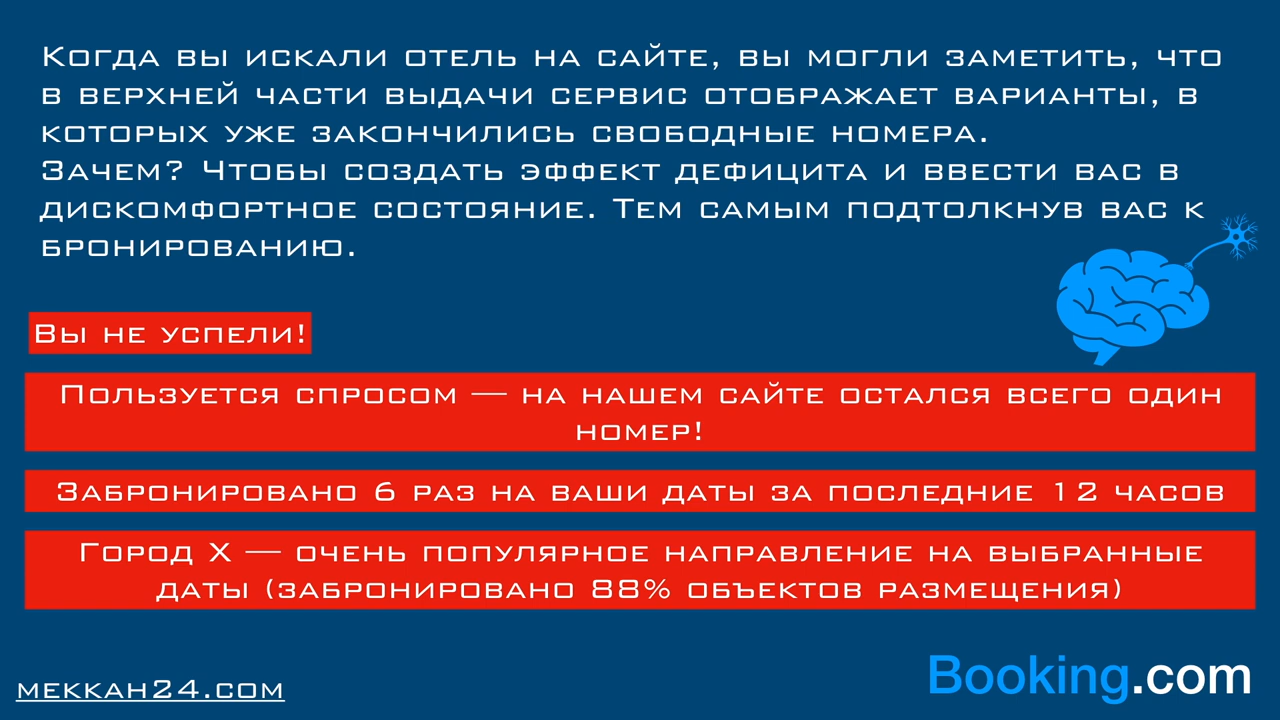 Когда вы искали отель на сайте, вы могли заметить, что
в верхней части выдачи сервис отображает варианты, в
которых уже закончились свободные номера.
Зачем? Чтобы создать эффект дефицита и ввести вас в
дискомфортное состояние. Тем самым подтолкнув вас к
бронированию.
Вы не успели!
Пользуется спросом — на нашем сайте остался всего один
номер!
Забронировано 6 раз на ваши даты за последние 12 часов
Город X — очень популярное направление на выбранные
даты (забронировано 88% объектов размещения)
меккан24.com
Booking.com